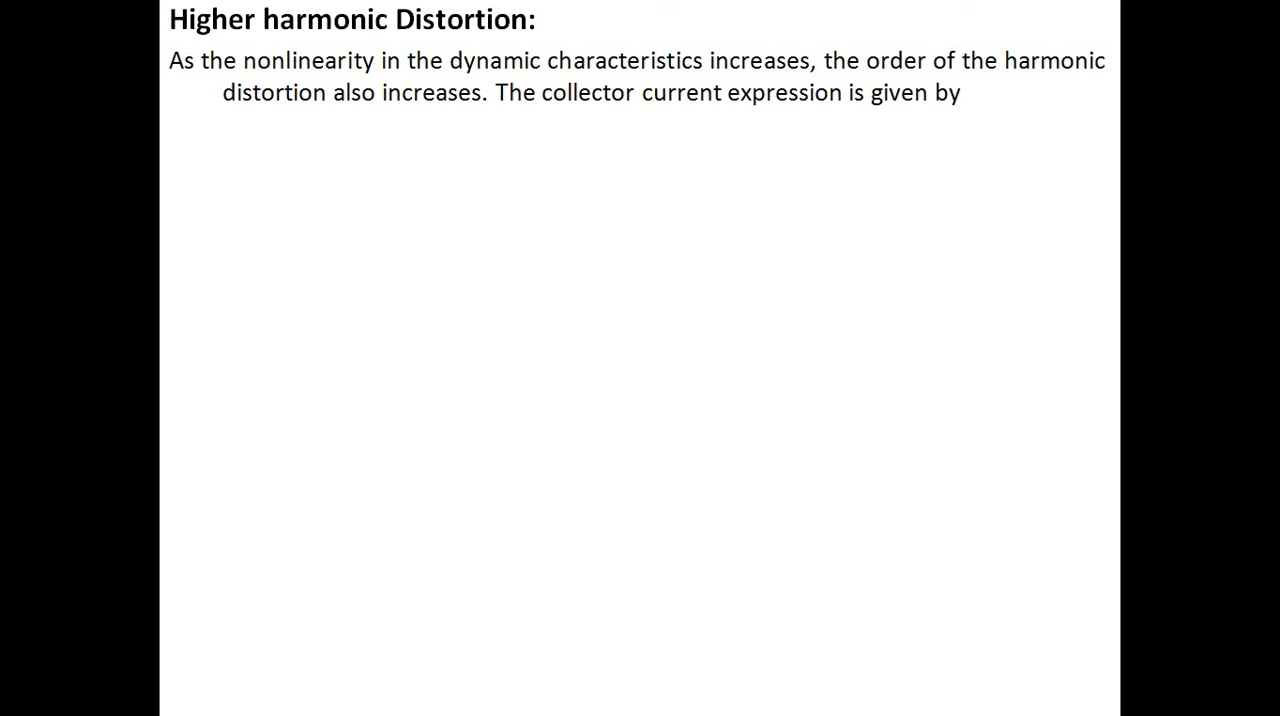 Higher harmonic Distortion:
As the nonlinearity in the dynamic characteristics increases, the order of the harmonic
distortion also increases. The collector current expression is given by